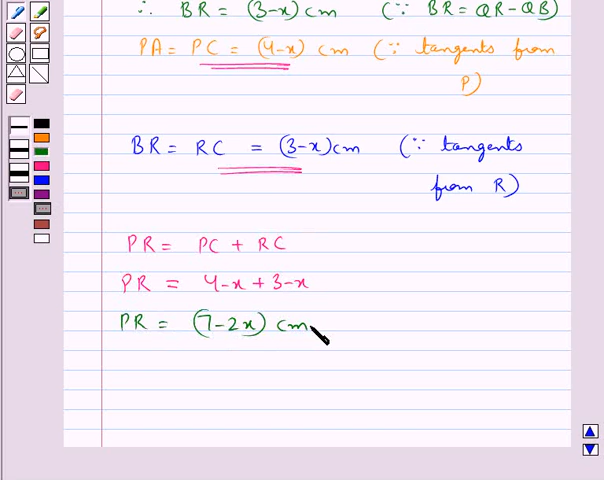 ∴ BR = (3-x) cm (∵ BR = QR - QB)
PA = PC = (4-x) cm (∵ tangents from
P)
BR = RC = (3-x) cm (∵ tangents
from R)
PR = PC + RC
PR = 4-x + 3-x
PR = (7-2x) cm